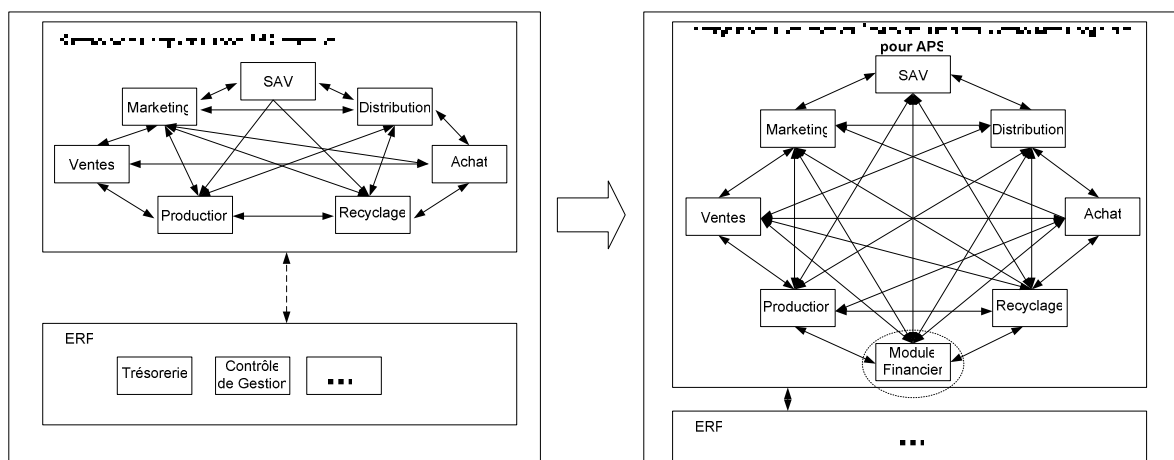 SAV
Marketing
Distribution
Ventes
Achat
Production
Recyclage
ERP
Trésorerie
Contrôle
de Gestion
...
pour APS
SAV
Marketing
Distribution
Ventes
Achat
Production
Recyclage
Module
Financier
ERP
...